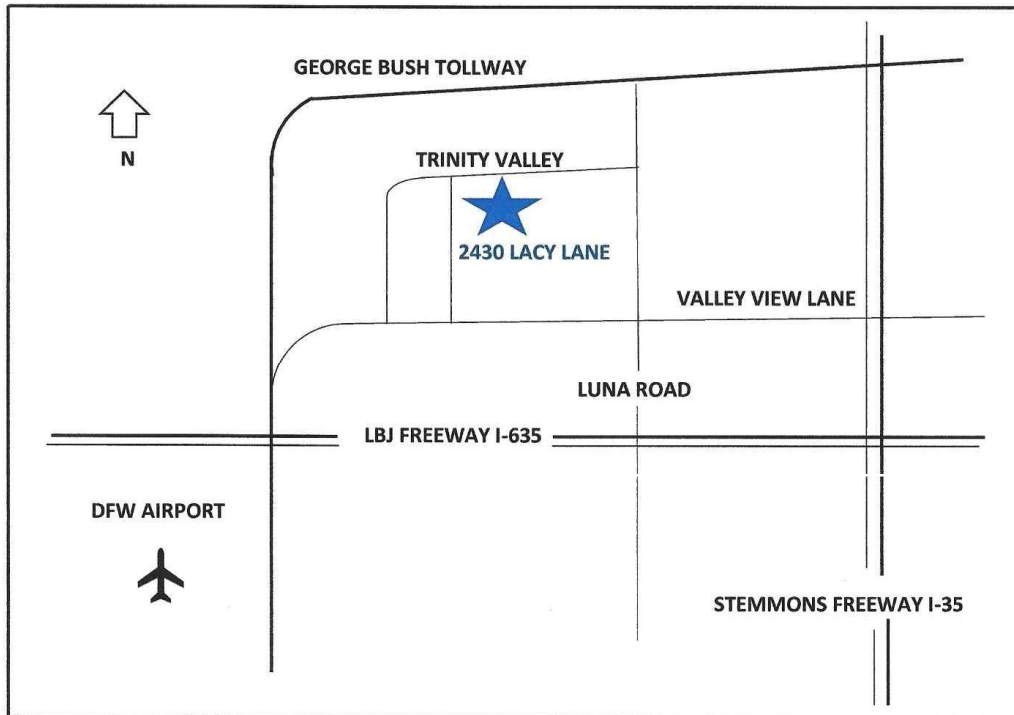 GEORGE BUSH TOLLWAY
N
TRINITY VALLEY
2430 LACY LANE
VALLEY VIEW LANE
LUNA ROAD
LBJ FREEWAY I-635
DFW AIRPORT
STEMMONS FREEWAY I-35